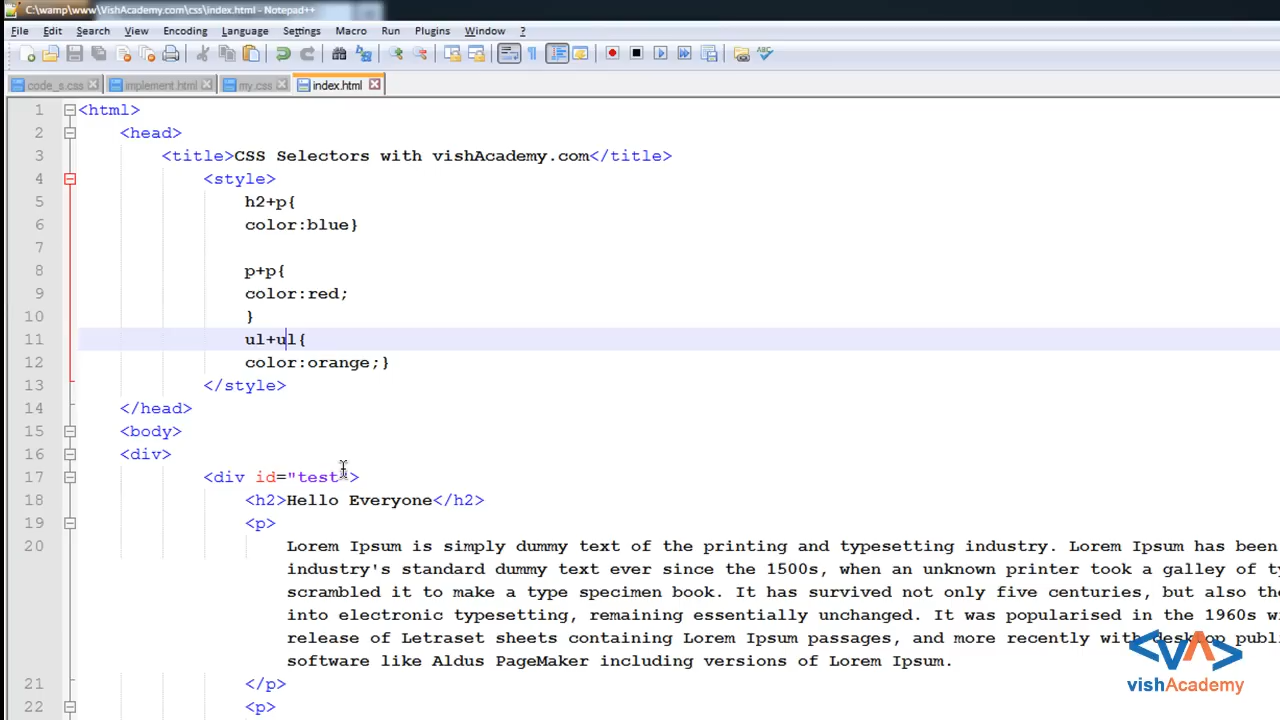 C:\wamp\www\VishAcademy.com\css\index.html - Notepad++
File Edit Search View Encoding Language Settings Macro Run Plugins Window ?
code_s.css implement.html my.css index.html
1 <html>
2 <head>
3 <title>CSS Selectors with vishAcademy.com</title>
4 <style>
5 h2+p{
6 color:blue}
7
8 p+p{
9 color:red;
10 }
11 ul+ul{
12 color:orange;}
13 </style>
14 </head>
15 <body>
16 <div>
17 <div id="test">
18 <h2>Hello Everyone</h2>
19 <p>
20 Lorem Ipsum is simply dummy text of the printing and typesetting industry. Lorem Ipsum has been
industry's standard dummy text ever since the 1500s, when an unknown printer took a galley of
scrambled it to make a type specimen book. It has survived not only five centuries, but also
into electronic typesetting, remaining essentially unchanged. It was popularised in the 1960s
release of Letraset sheets containing Lorem Ipsum passages, and more recently with desktop
software like Aldus PageMaker including versions of Lorem Ipsum.
21 </p>
22 <p>
vishAcademy